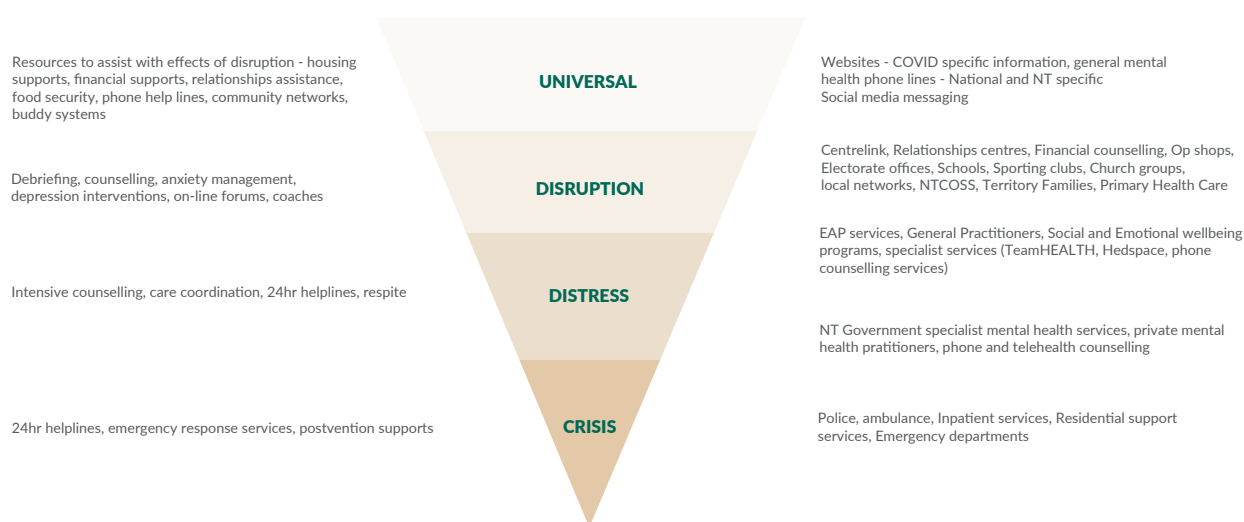 Resources to assist with effects of disruption - housing
supports, financial supports, relationships assistance,
food security, phone help lines, community networks,
buddy systems
UNIVERSAL
Websites - COVID specific information, general mental
health phone lines - National and NT specific
Social media messaging
Debriefing, counselling, anxiety management,
depression interventions, on-line forums, coaches
DISRUPTION
Centrelink, Relationships centres, Financial counselling, Op shops,
Electorate offices, Schools, Sporting clubs, Church groups,
local networks, NTCOSS, Territory Families, Primary Health Care
EAP services, General Practitioners, Social and Emotional wellbeing
programs, specialist services (TeamHEALTH, Hedspace, phone
counselling services)
Intensive counselling, care coordination, 24hr helplines, respite
DISTRESS
NT Government specialist mental health services, private mental
health pratitioners, phone and telehealth counselling
24hr helplines, emergency response services, postvention supports
CRISIS
Police, ambulance, Inpatient services, Residential support
services, Emergency departments